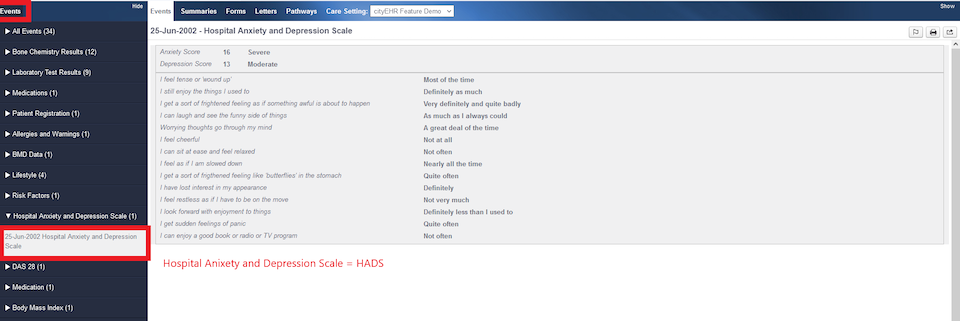 Events
Hide
Events Summaries Forms Letters Pathways Care Setting: cityEHR Feature Demo
Show
All Events (34)
Bone Chemistry Results (12)
Laboratory Test Results (9)
Medications (1)
Patient Registration (1)
Allergies and Warnings (1)
BMD Data (1)
Lifestyle (4)
Risk Factors (1)
Hospital Anxiety and Depression Scale (1)
25-Jun-2002 Hospital Anxiety and Depression
Scale
DAS 28 (1)
Medication (1)
Body Mass Index (1)
25-Jun-2002 - Hospital Anxiety and Depression Scale
Anxiety Score 16 Severe
Depression Score 13 Moderate
I feel tense or 'wound up' Most of the time
I still enjoy the things I used to Definitely as much
I get a sort of frightened feeling as if something awful is about to happen Very definitely and quite badly
I can laugh and see the funny side of things As much as I always could
Worrying thoughts go through my mind A great deal of the time
I feel cheerful Not at all
I can sit at ease and feel relaxed Not often
I feel as if I am slowed down Nearly all the time
I get a sort of frigthened feeling like 'butterflies' in the stomach Quite often
I have lost interest in my appearance Definitely
I feel restless as if I have to be on the move Not very much
I look forward with enjoyment to things Definitely less than I used to
I get sudden feelings of panic Quite often
I can enjoy a good book or radio or TV program Not often
Hospital Anixety and Depression Scale = HADS